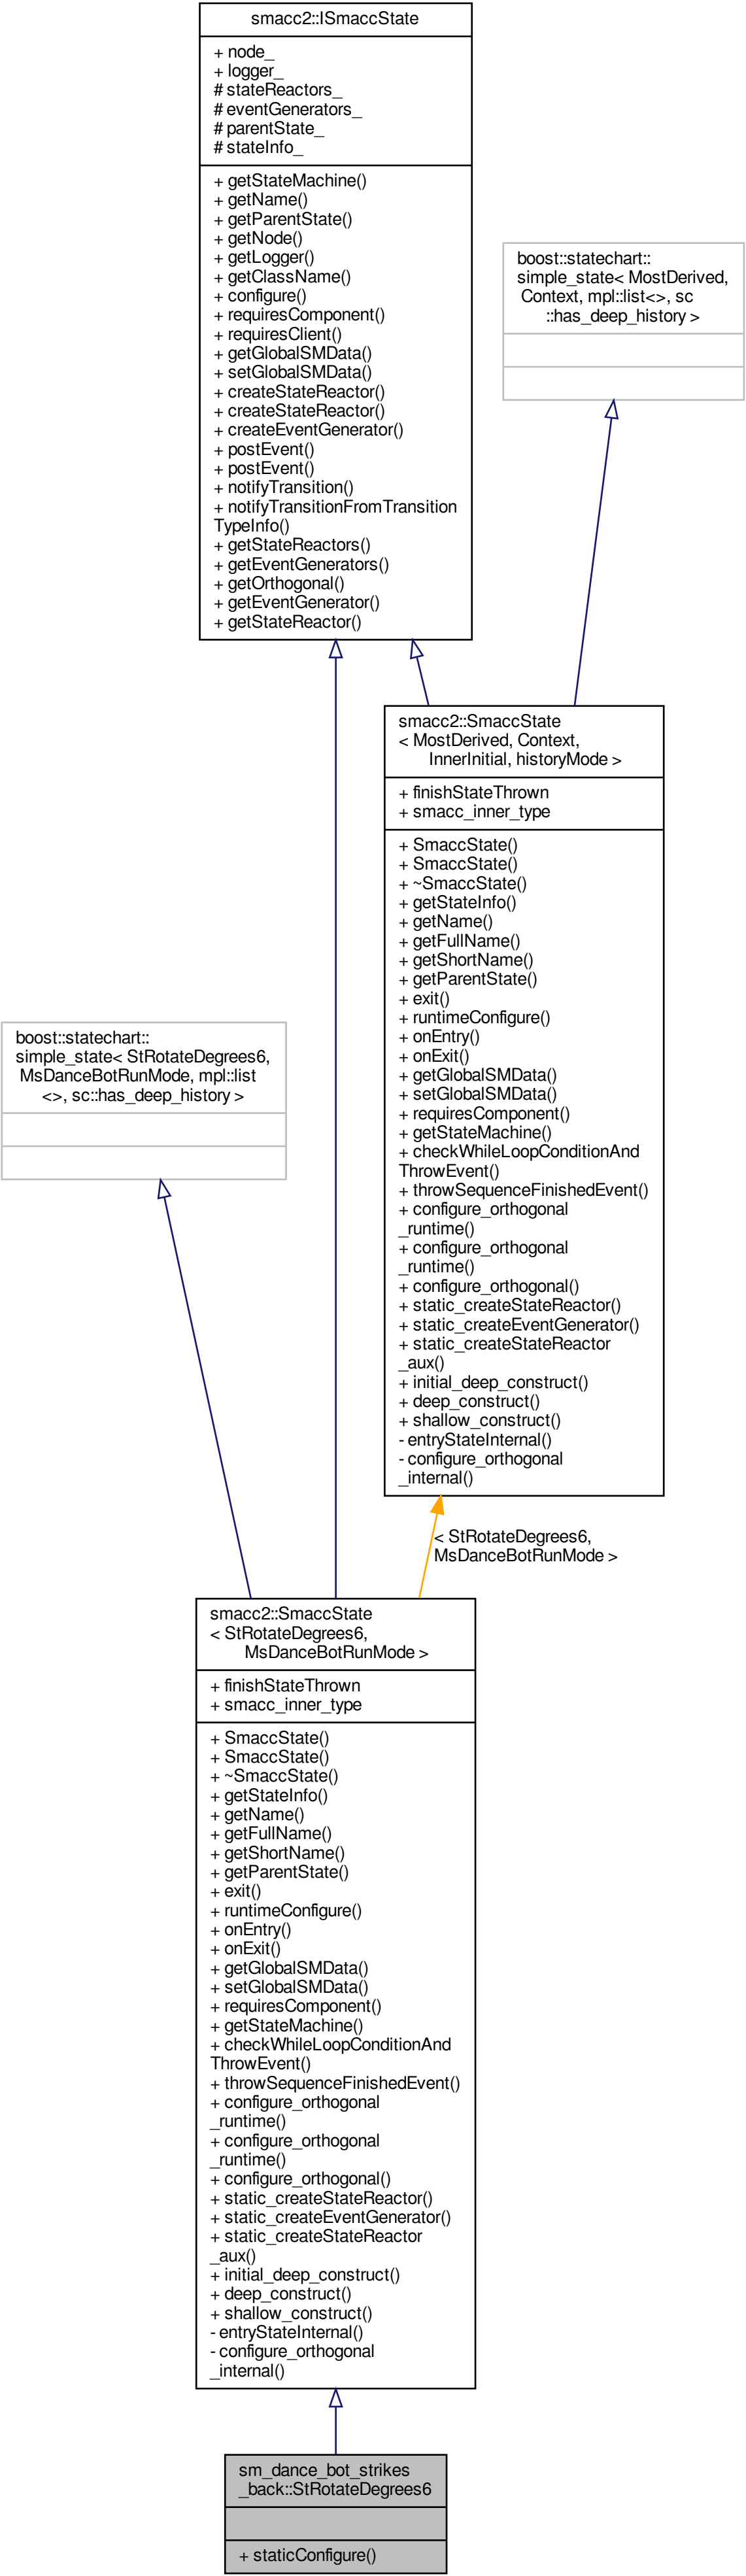 smacc2::ISmaccState
+ node_
+ logger_
# stateReactors_
# eventGenerators_
# parentState_
# stateInfo_
+ getStateMachine()
+ getName()
+ getParentState()
+ getNode()
+ getLogger()
+ getClassName()
+ configure()
+ requiresComponent()
+ requiresClient()
+ getGlobalSMData()
+ setGlobalSMData()
+ createStateReactor()
+ createStateReactor()
+ createEventGenerator()
+ postEvent()
+ postEvent()
+ notifyTransition()
+ notifyTransitionFromTransition
TypeInfo()
+ getStateReactors()
+ getEventGenerators()
+ getOrthogonal()
+ getEventGenerator()
+ getStateReactor()
boost::statechart::
simple_state< MostDerived,
Context, mpl::list<>, sc
::has_deep_history >
smacc2::SmaccState
< MostDerived, Context,
InnerInitial, historyMode >
+ finishStateThrown
+ smacc_inner_type
+ SmaccState()
+ SmaccState()
+ ~SmaccState()
+ getStateInfo()
+ getName()
+ getFullName()
+ getShortName()
+ getParentState()
+ exit()
+ runtimeConfigure()
+ onEntry()
+ onExit()
+ getGlobalSMData()
+ setGlobalSMData()
+ requiresComponent()
+ getStateMachine()
+ checkWhileLoopConditionAnd
ThrowEvent()
+ throwSequenceFinishedEvent()
+ configure_orthogonal
_runtime()
+ configure_orthogonal
_runtime()
+ configure_orthogonal()
+ static_createStateReactor()
+ static_createEventGenerator()
+ static_createStateReactor
_aux()
+ initial_deep_construct()
+ deep_construct()
+ shallow_construct()
- entryStateInternal()
- configure_orthogonal
_internal()
boost::statechart::
simple_state< StRotateDegrees6,
MsDanceBotRunMode, mpl::list
<>, sc::has_deep_history >
< StRotateDegrees6,
MsDanceBotRunMode >
smacc2::SmaccState
< StRotateDegrees6,
MsDanceBotRunMode >
+ finishStateThrown
+ smacc_inner_type
+ SmaccState()
+ SmaccState()
+ ~SmaccState()
+ getStateInfo()
+ getName()
+ getFullName()
+ getShortName()
+ getParentState()
+ exit()
+ runtimeConfigure()
+ onEntry()
+ onExit()
+ getGlobalSMData()
+ setGlobalSMData()
+ requiresComponent()
+ getStateMachine()
+ checkWhileLoopConditionAnd
ThrowEvent()
+ throwSequenceFinishedEvent()
+ configure_orthogonal
_runtime()
+ configure_orthogonal
_runtime()
+ configure_orthogonal()
+ static_createStateReactor()
+ static_createEventGenerator()
+ static_createStateReactor
_aux()
+ initial_deep_construct()
+ deep_construct()
+ shallow_construct()
- entryStateInternal()
- configure_orthogonal
_internal()
sm_dance_bot_strikes
_back::StRotateDegrees6
+ staticConfigure()